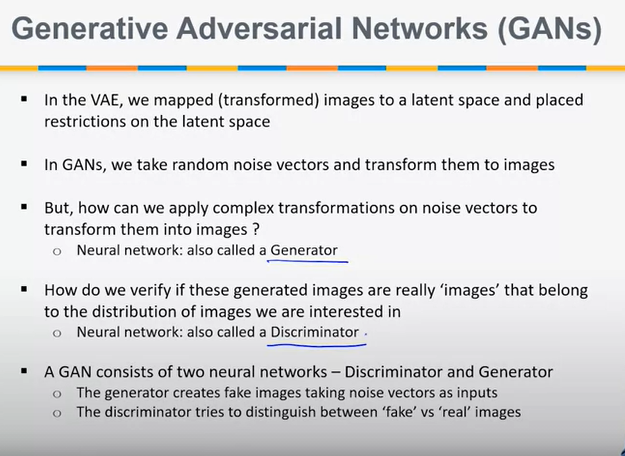 Generative Adversarial Networks (GANs)
▪ In the VAE, we mapped (transformed) images to a latent space and placed
restrictions on the latent space
▪ In GANs, we take random noise vectors and transform them to images
▪ But, how can we apply complex transformations on noise vectors to
transform them into images ?
o Neural network: also called a Generator
▪ How do we verify if these generated images are really ‘images’ that belong
to the distribution of images we are interested in
o Neural network: also called a Discriminator
▪ A GAN consists of two neural networks – Discriminator and Generator
o The generator creates fake images taking noise vectors as inputs
o The discriminator tries to distinguish between ‘fake’ vs ‘real’ images